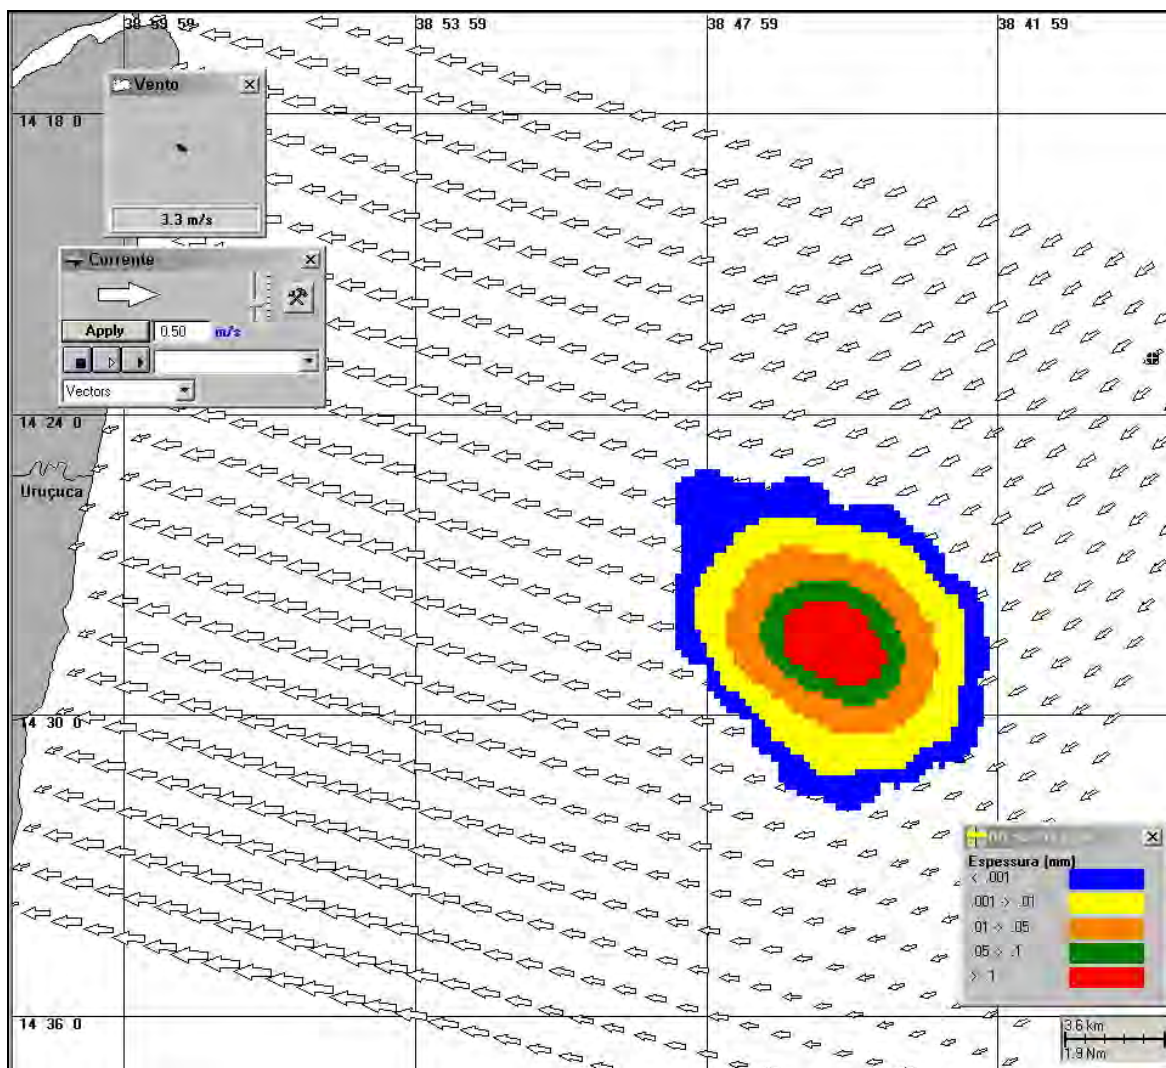 38 59 59
38 53 59
38 47 59
38 41 59
Vento
14 18 0
3.3 m/s
Currente
Apply 0.50 m/s
Vectors
14 24 0
Uruçuca
14 30 0
Espessura (mm)
< .001
.001 > .01
.01 > .05
.05 > .1
> .1
14 36 0
3.6 km
1.9 Nm